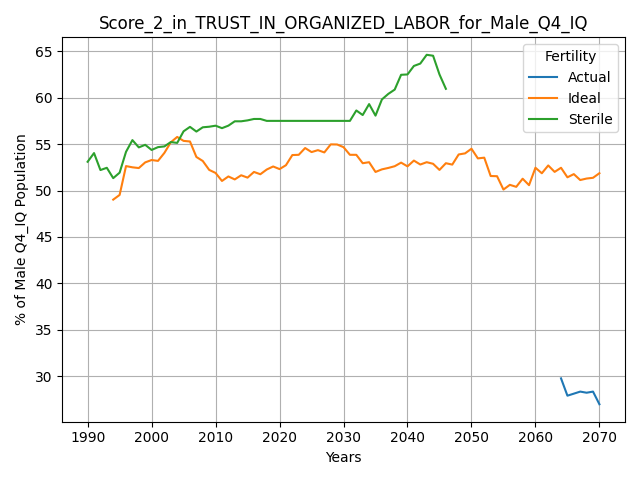 Score_2_in_TRUST_IN_ORGANIZED_LABOR_for_Male_Q4_IQ
Fertility
Actual
Ideal
Sterile
% of Male Q4_IQ Population
65
60
55
50
45
40
35
30
1990 2000 2010 2020 2030 2040 2050 2060 2070
Years